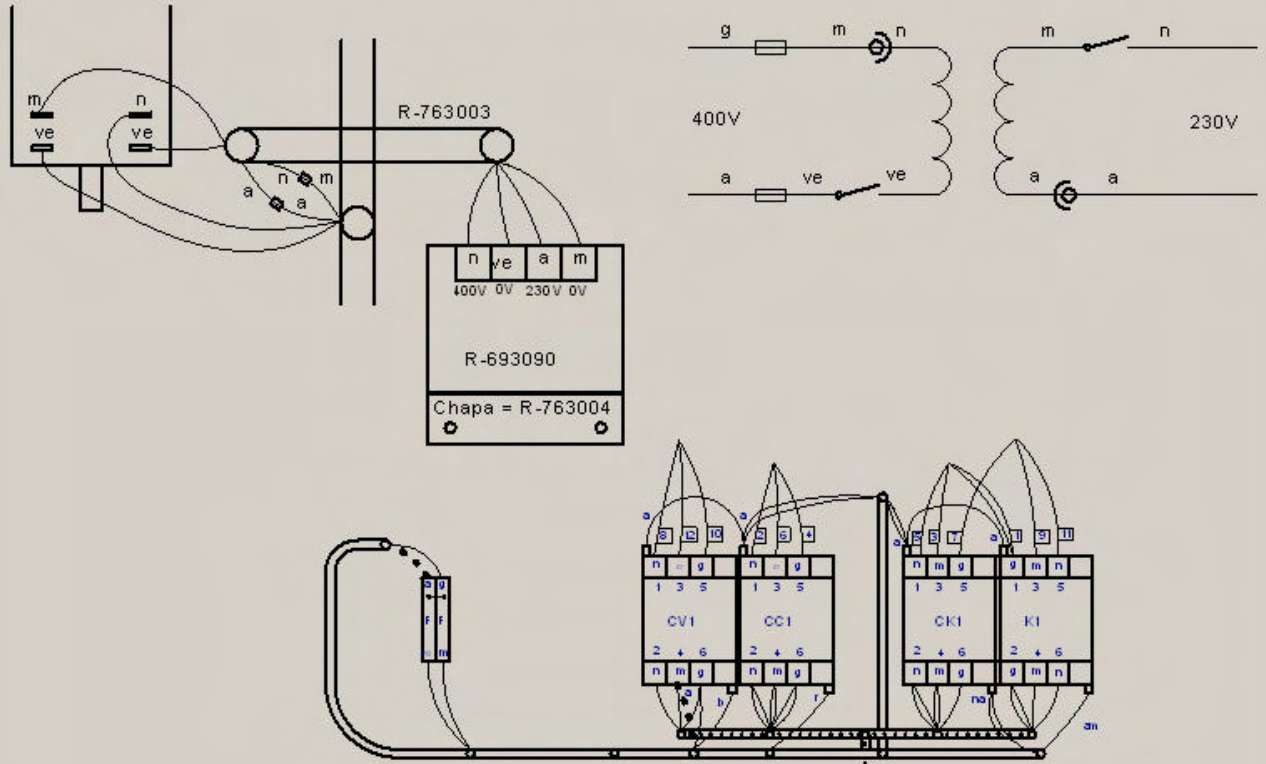 g m n m n
R-763003
m n
400V 230V
ve ve
n m
a ve ve a a
a a
n ve a m
400V 0V 230V 0V
R-693090
Chapa = R-763004
a a a a
8 12 10 6 4 3 7 1 9 11
a g n g n g n m g g m n
1 3 5 1 3 5 1 3 5 1 3 5
F F CV1 CC1 CK1 K1
2 4 6 2 4 6 2 4 6 2 4 6
m n m g n m g n m g g m n
a b r na am